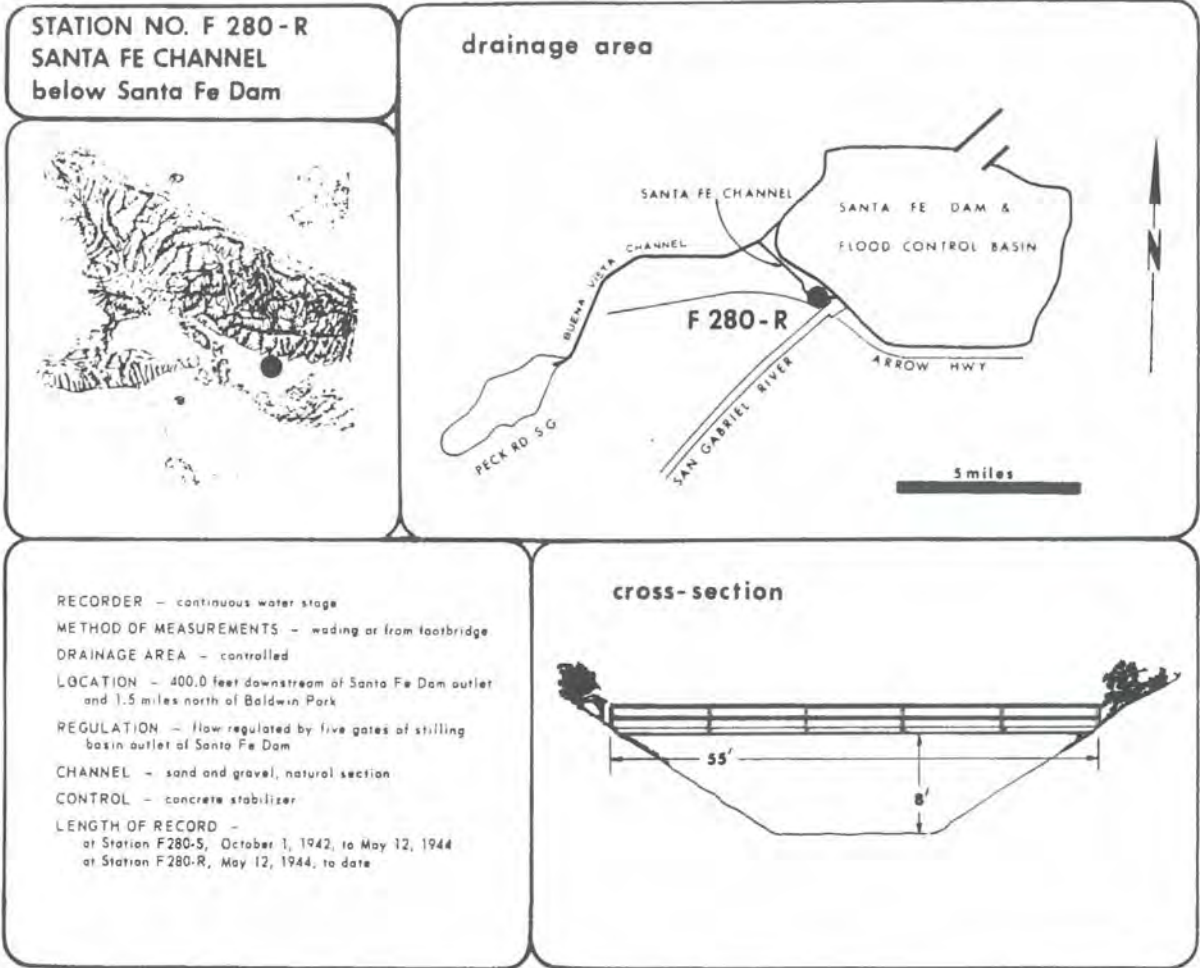 STATION NO. F 280-R
SANTA FE CHANNEL
below Santa Fe Dam
drainage area
SANTA FE CHANNEL
SANTA FE DAM &
FLOOD CONTROL BASIN
BUENA VISTA CHANNEL
N
F 280-R
ARROW HWY
SAN GABRIEL RIVER
PECK RD S.G.
5 miles
RECORDER – continuous water stage
METHOD OF MEASUREMENTS – wading or from footbridge
DRAINAGE AREA – controlled
LOCATION – 400.0 feet downstream of Santa Fe Dam outlet
and 1.5 miles north of Baldwin Park
REGULATION – flow regulated by five gates of stilling
basin outlet of Santa Fe Dam
CHANNEL – sand and gravel, natural section
CONTROL – concrete stabilizer
LENGTH OF RECORD –
at Station F280-S, October 1, 1942, to May 12, 1944
at Station F280-R, May 12, 1944, to date
cross-section
55'
8'